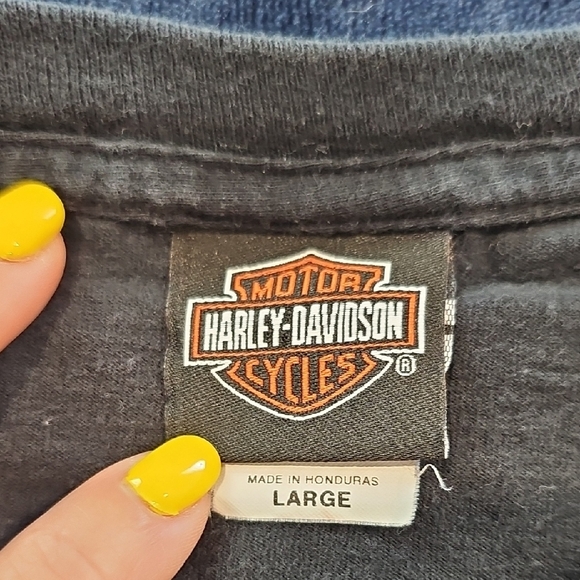 MOTOR
HARLEY-DAVIDSON
CYCLES
®
MADE IN HONDURAS
LARGE